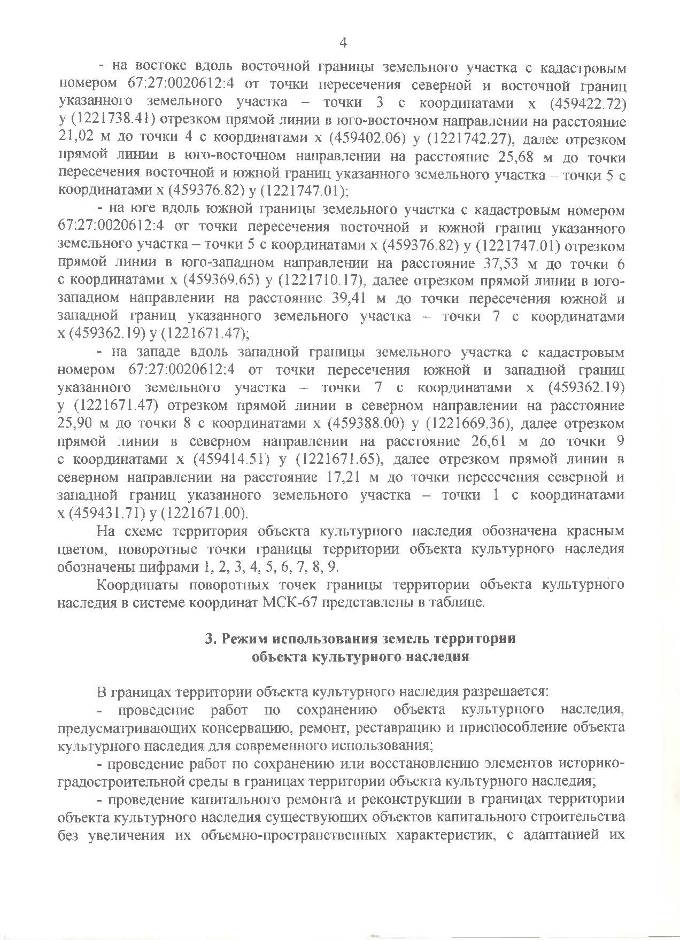 4
- на востоке вдоль восточной границы земельного участка с кадастровым
номером 67:27:0020612:4 от точки пересечения северной и восточной границ
указанного земельного участка – точки 3 с координатами х (459422.72)
у (1221738.41) отрезком прямой линии в юго-восточном направлении на расстояние
21,02 м до точки 4 с координатами х (459402.06) у (1221742.27), далее отрезком
прямой линии в юго-восточном направлении на расстояние 25,68 м до точки
пересечения восточной и южной границ указанного земельного участка – точки 5 с
координатами х (459376.82) у (1221747.01);
- на юге вдоль южной границы земельного участка с кадастровым номером
67:27:0020612:4 от точки пересечения восточной и южной границ указанного
земельного участка – точки 5 с координатами х (459376.82) у (1221747.01) отрезком
прямой линии в юго-западном направлении на расстояние 37,53 м до точки 6
с координатами х (459369.65) у (1221710.17), далее отрезком прямой линии в юго-
западном направлении на расстояние 39,41 м до точки пересечения южной и
западной границ указанного земельного участка – точки 7 с координатами
х (459362.19) у (1221671.47);
- на западе вдоль западной границы земельного участка с кадастровым
номером 67:27:0020612:4 от точки пересечения южной и западной границ
указанного земельного участка – точки 7 с координатами х (459362.19)
у (1221671.47) отрезком прямой линии в северном направлении на расстояние
25,90 м до точки 8 с координатами х (459388.00) у (1221669.36), далее отрезком
прямой линии в северном направлении на расстояние 26,61 м до точки 9
с координатами х (459414.51) у (1221671.65), далее отрезком прямой линии в
северном направлении на расстояние 17,21 м до точки пересечения северной и
западной границ указанного земельного участка – точки 1 с координатами
х (459431.71) у (1221671.00).
На схеме территория объекта культурного наследия обозначена красным
цветом, поворотные точки границы территории объекта культурного наследия
обозначены цифрами 1, 2, 3, 4, 5, 6, 7, 8, 9.
Координаты поворотных точек границы территории объекта культурного
наследия в системе координат МСК-67 представлены в таблице.
3. Режим использования земель территории
объекта культурного наследия
В границах территории объекта культурного наследия разрешается:
- проведение работ по сохранению объекта культурного наследия,
предусматривающих консервацию, ремонт, реставрацию и приспособление объекта
культурного наследия для современного использования;
- проведение работ по сохранению или восстановлению элементов историко-
градостроительной среды в границах территории объекта культурного наследия;
- проведение капитального ремонта и реконструкции в границах территории
объекта культурного наследия существующих объектов капитального строительства
без увеличения их объемно-пространственных характеристик, с адаптацией их